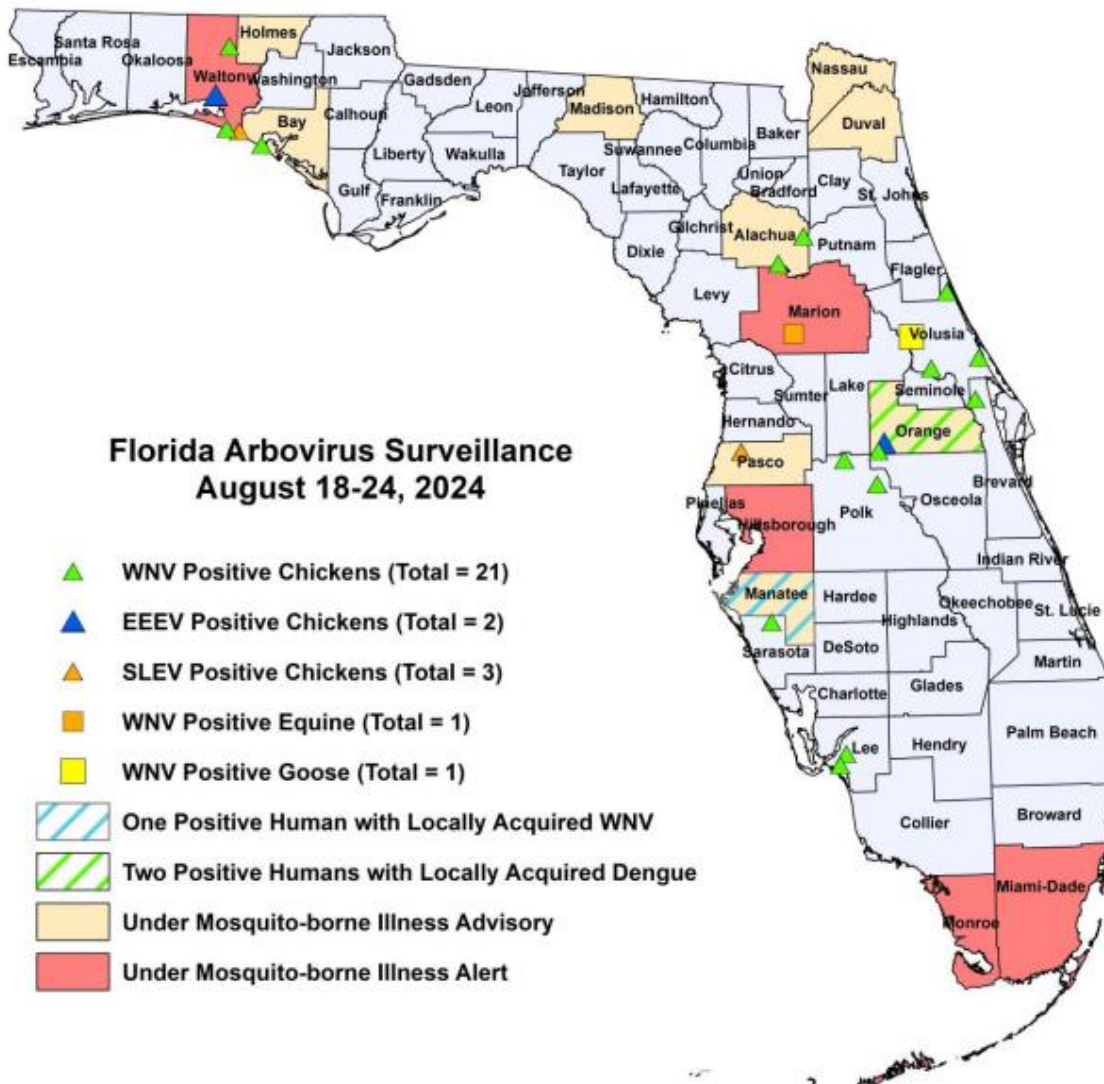 Holmes
Santa Rosa
Escambia
Okaloosa
Jackson
Walton
Washington
Gadsden
Jefferson
Madison
Hamilton
Nassau
Leon
Calhoun
Bay
Duval
Baker
Suwannee
Columbia
Liberty
Wakulla
Taylor
Union
Clay
Bradford
St. Johns
Gulf
Franklin
Lafayette
Gilchrist
Alachua
Putnam
Dixie
Flagler
Levy
Marion
Volusia
Citrus
Lake
Sumter
Seminole
Hernando
Orange
Florida Arbovirus Surveillance
August 18-24, 2024
Pasco
Brevard
Pinellas
Hillsborough
Polk
Osceola
Indian River
Manatee
Hardee
Okeechobee
Highlands
St. Lucie
Sarasota
DeSoto
Martin
Charlotte
Glades
Palm Beach
Lee
Hendry
Collier
Broward
Miami-Dade
Monroe
WNV Positive Chickens (Total = 21)
EEEV Positive Chickens (Total = 2)
SLEV Positive Chickens (Total = 3)
WNV Positive Equine (Total = 1)
WNV Positive Goose (Total = 1)
One Positive Human with Locally Acquired WNV
Two Positive Humans with Locally Acquired Dengue
Under Mosquito-borne Illness Advisory
Under Mosquito-borne Illness Alert